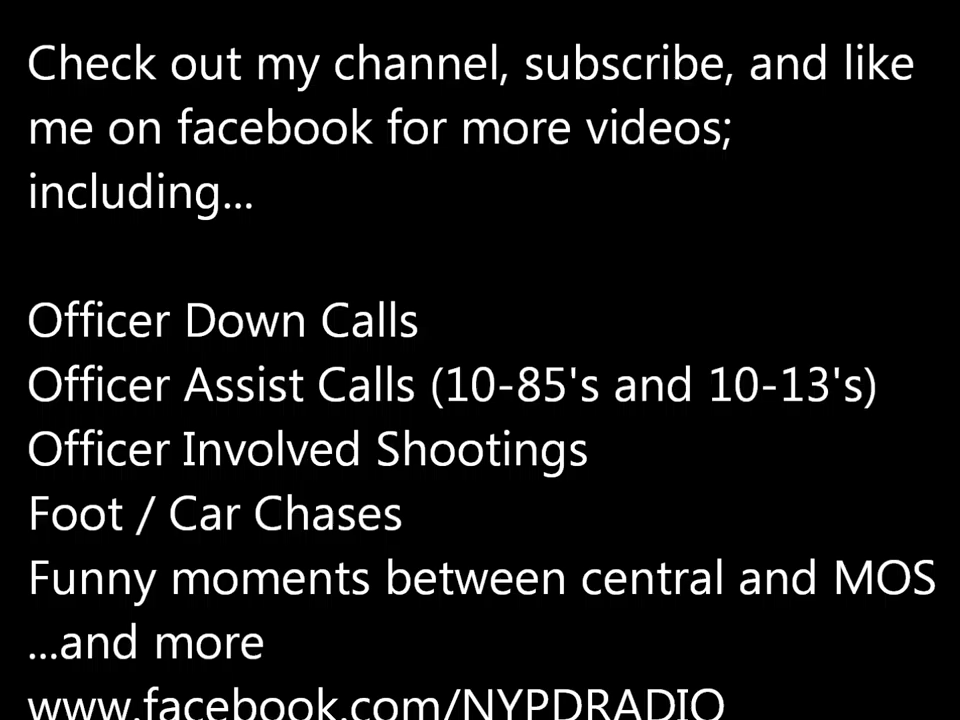 Check out my channel, subscribe, and like
me on facebook for more videos;
including...
Officer Down Calls
Officer Assist Calls (10-85's and 10-13's)
Officer Involved Shootings
Foot / Car Chases
Funny moments between central and MOS
...and more
www.facebook.com/NYPDRADIO